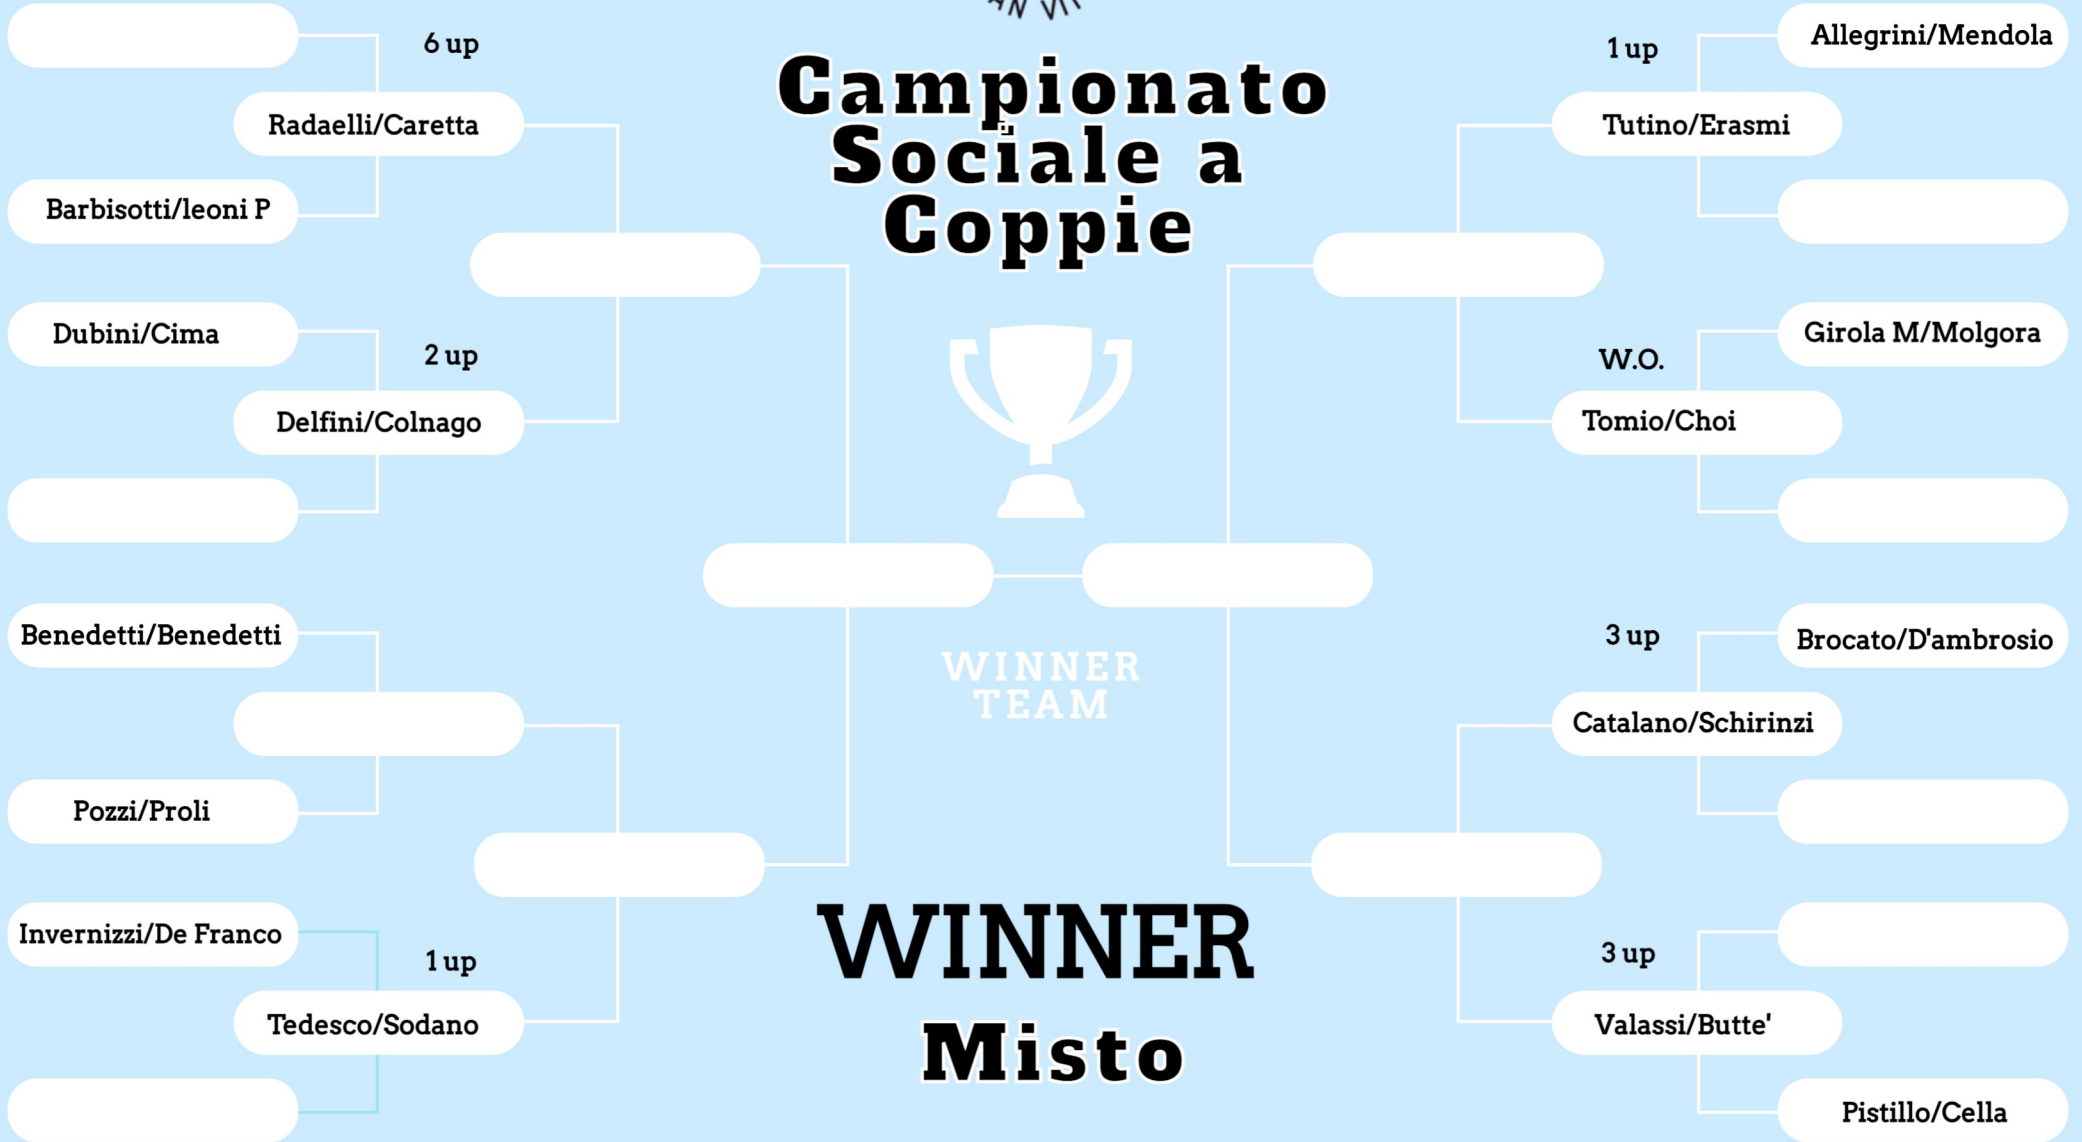 AN VIT
6 up
Radaelli/Caretta
Barbisotti/leoni P
Dubini/Cima
2 up
Delfini/Colnago
Benedetti/Benedetti
Pozzi/Proli
Invernizzi/De Franco
1 up
Tedesco/Sodano
Campionato
Sociale a
Coppie
WINNER
TEAM
WINNER
Misto
1 up
Allegrini/Mendola
Tutino/Erasmi
Girola M/Molgora
W.O.
Tomio/Choi
3 up
Brocato/D'ambrosio
Catalano/Schirinzi
3 up
Valassi/Butte'
Pistillo/Cella